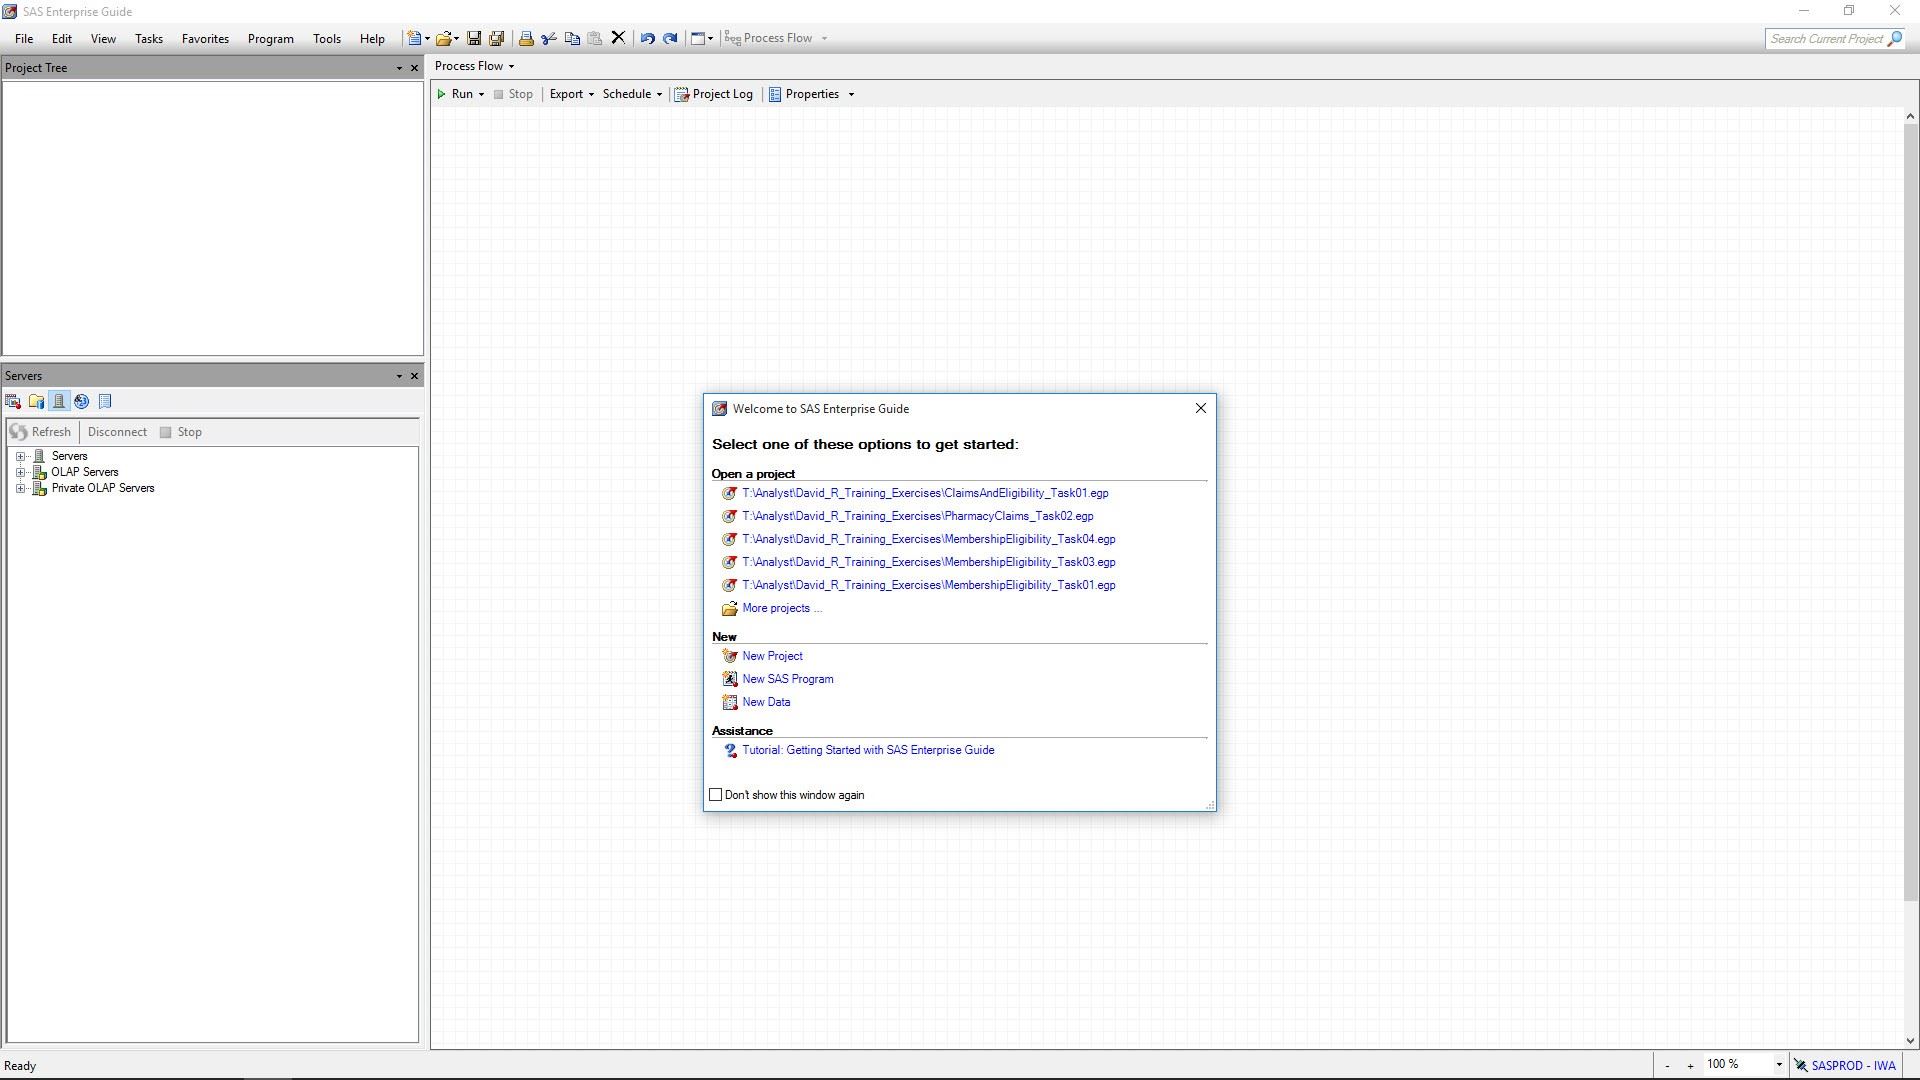 SAS Enterprise Guide
File Edit View Tasks Favorites Program Tools Help Process Flow Search Current Project
Project Tree
Process Flow
Run Stop Export Schedule Project Log Properties
Servers
Refresh Disconnect Stop
Servers
OLAP Servers
Private OLAP Servers
Welcome to SAS Enterprise Guide
Select one of these options to get started:
Open a project
T:\Analyst\David_R_Training_Exercises\ClaimsAndEligibility_Task01.egp
T:\Analyst\David_R_Training_Exercises\PharmacyClaims_Task02.egp
T:\Analyst\David_R_Training_Exercises\MembershipEligibility_Task04.egp
T:\Analyst\David_R_Training_Exercises\MembershipEligibility_Task03.egp
T:\Analyst\David_R_Training_Exercises\MembershipEligibility_Task01.egp
More projects ...
New
New Project
New SAS Program
New Data
Assistance
Tutorial: Getting Started with SAS Enterprise Guide
Don't show this window again
Ready - + 100 % SASPROD - IWA